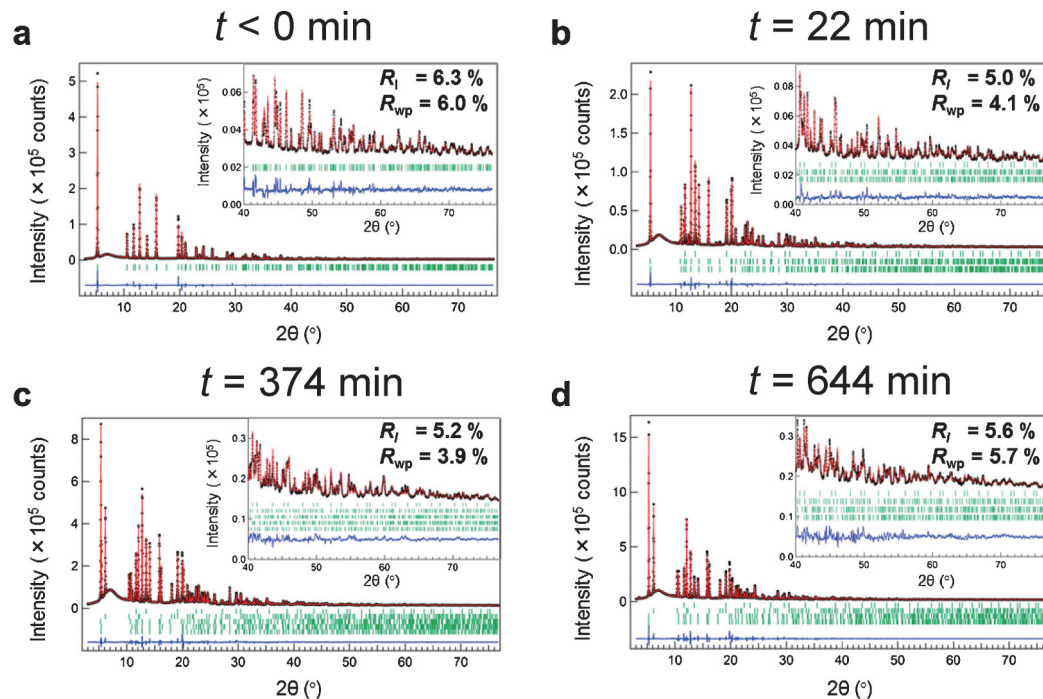 a
t < 0 min
R_I = 6.3 %
R_wp = 6.0 %
Intensity (× 10⁵ counts)
5
4
3
2
1
0
10 20 30 40 50 60 70
2θ (°)
Intensity (× 10⁵)
0.06
0.04
0.02
0.00
40 50 60 70
2θ (°)
b
t = 22 min
R_I = 5.0 %
R_wp = 4.1 %
Intensity (× 10⁵ counts)
2.0
1.5
1.0
0.5
0.0
10 20 30 40 50 60 70
2θ (°)
Intensity (× 10⁵)
0.08
0.06
0.04
0.02
0.00
40 50 60 70
2θ (°)
c
t = 374 min
R_I = 5.2 %
R_wp = 3.9 %
Intensity (× 10⁵ counts)
8
6
4
2
0
10 20 30 40 50 60 70
2θ (°)
Intensity (× 10⁵)
0.3
0.2
0.1
0.0
40 50 60 70
2θ (°)
d
t = 644 min
R_I = 5.6 %
R_wp = 5.7 %
Intensity (× 10⁵ counts)
15
10
5
0
10 20 30 40 50 60 70
2θ (°)
Intensity (× 10⁵)
0.3
0.2
0.1
0.0
40 50 60 70
2θ (°)